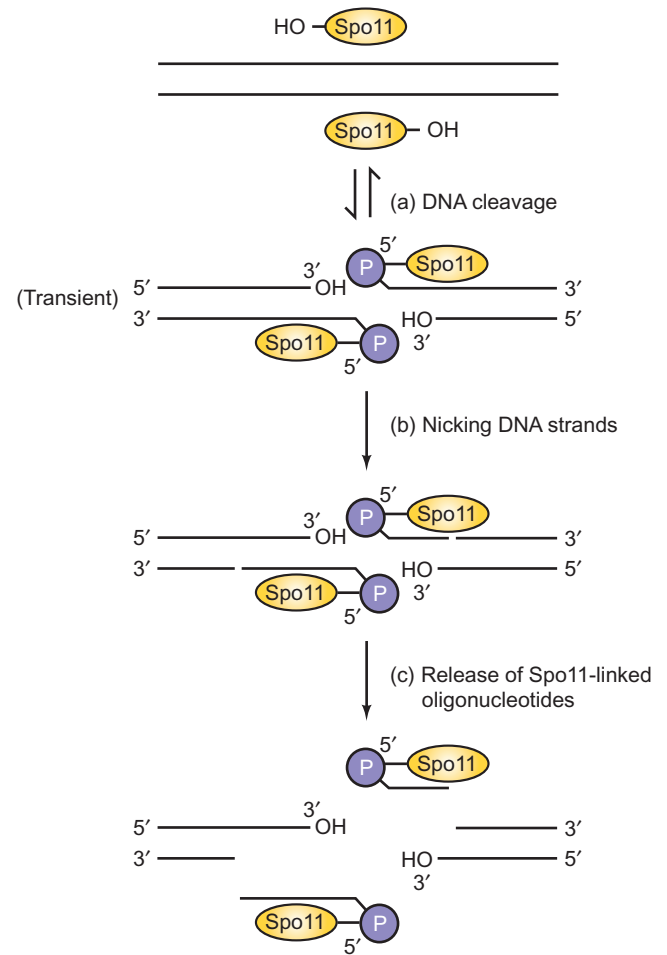 HO Spo11
Spo11 OH
(a) DNA cleavage
5′
3′ P Spo11
(Transient) 5′ OH 3′
3′ HO 5′
Spo11 P 3′
5′
(b) Nicking DNA strands
5′
3′ P Spo11
5′ OH 3′
3′ HO 5′
Spo11 P 3′
5′
(c) Release of Spo11-linked
oligonucleotides
5′
P Spo11
3′
5′ OH 3′
3′ HO 5′
3′
Spo11 P
5′